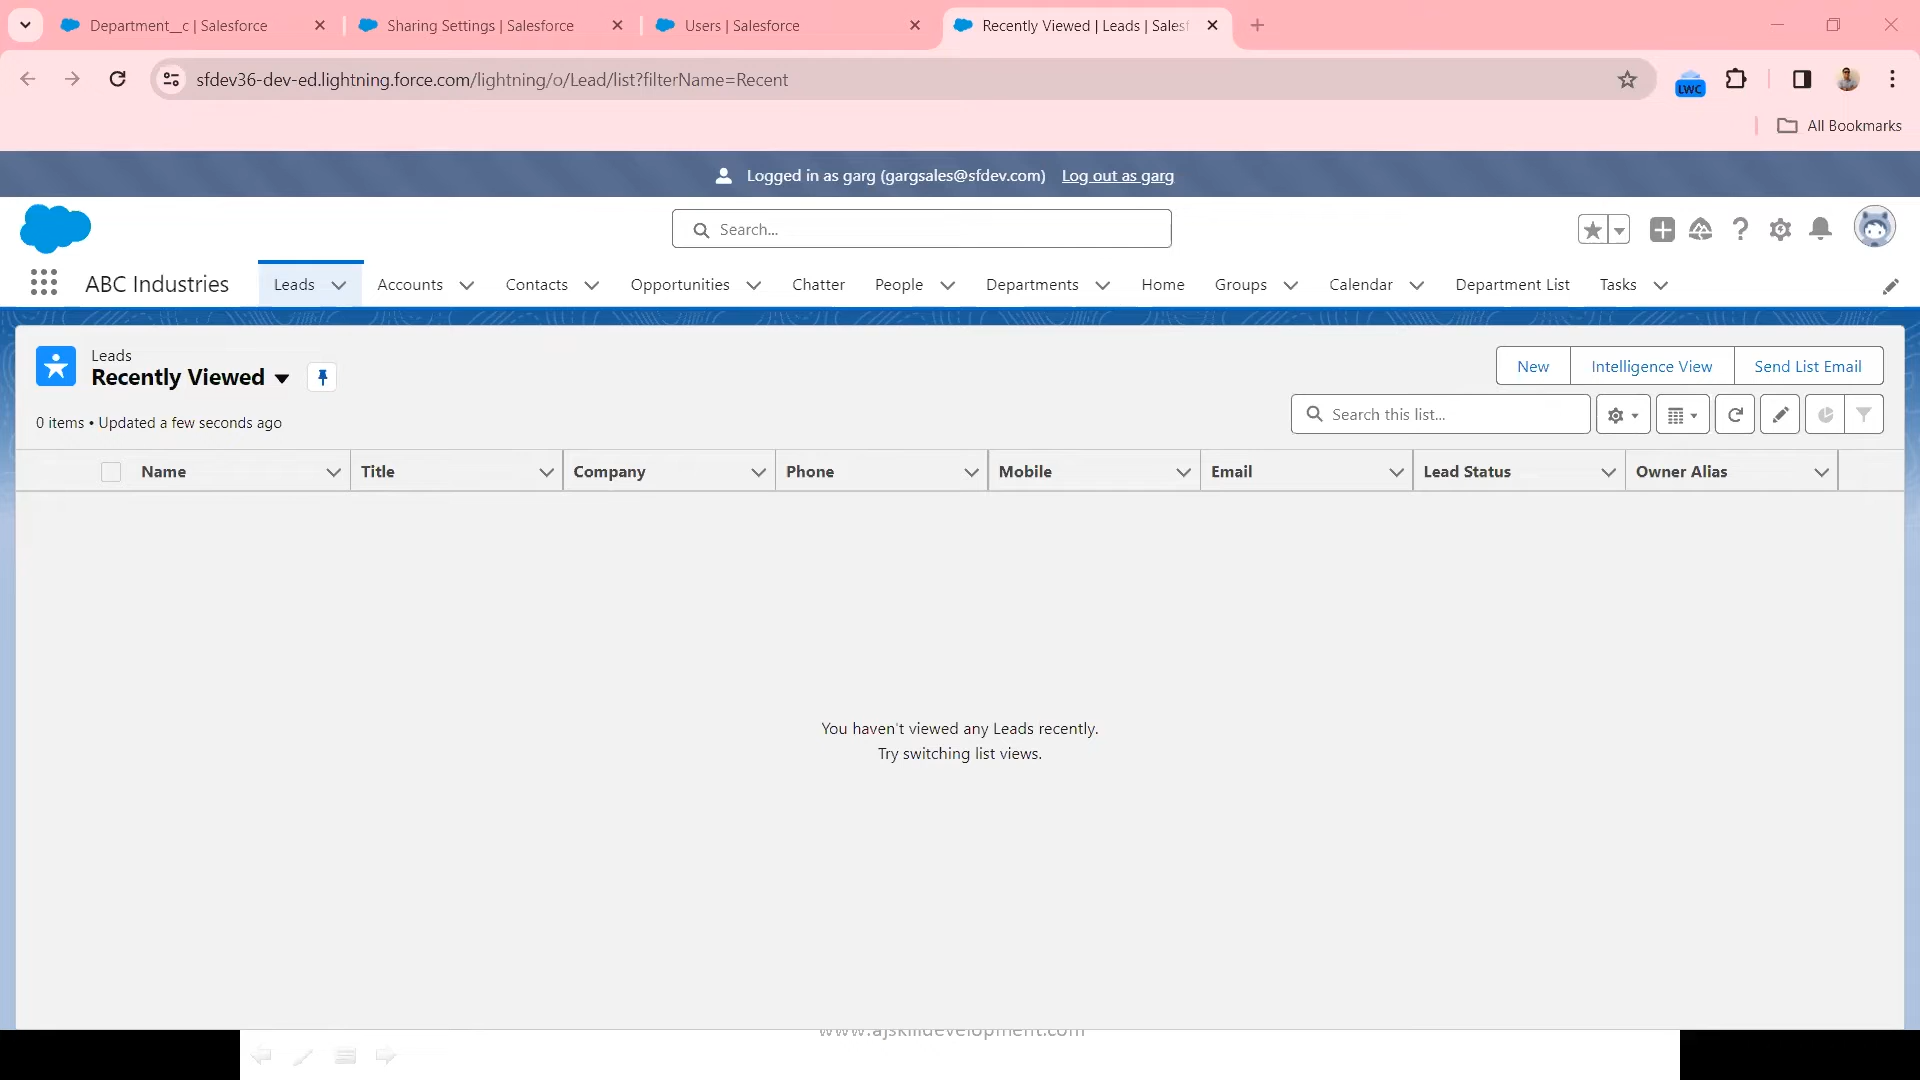 Department__c | Salesforce
Sharing Settings | Salesforce
Users | Salesforce
Recently Viewed | Leads | Salesf
sfdev36-dev-ed.lightning.force.com/lightning/o/Lead/list?filterName=Recent
LWC
All Bookmarks
Logged in as garg (gargsales@sfdev.com) Log out as garg
Search...
ABC Industries
Leads
Accounts
Contacts
Opportunities
Chatter
People
Departments
Home
Groups
Calendar
Department List
Tasks
Leads
Recently Viewed
New
Intelligence View
Send List Email
0 items • Updated a few seconds ago
Search this list...
Name
Title
Company
Phone
Mobile
Email
Lead Status
Owner Alias
You haven't viewed any Leads recently.
Try switching list views.
www.ajskilldevelopment.com